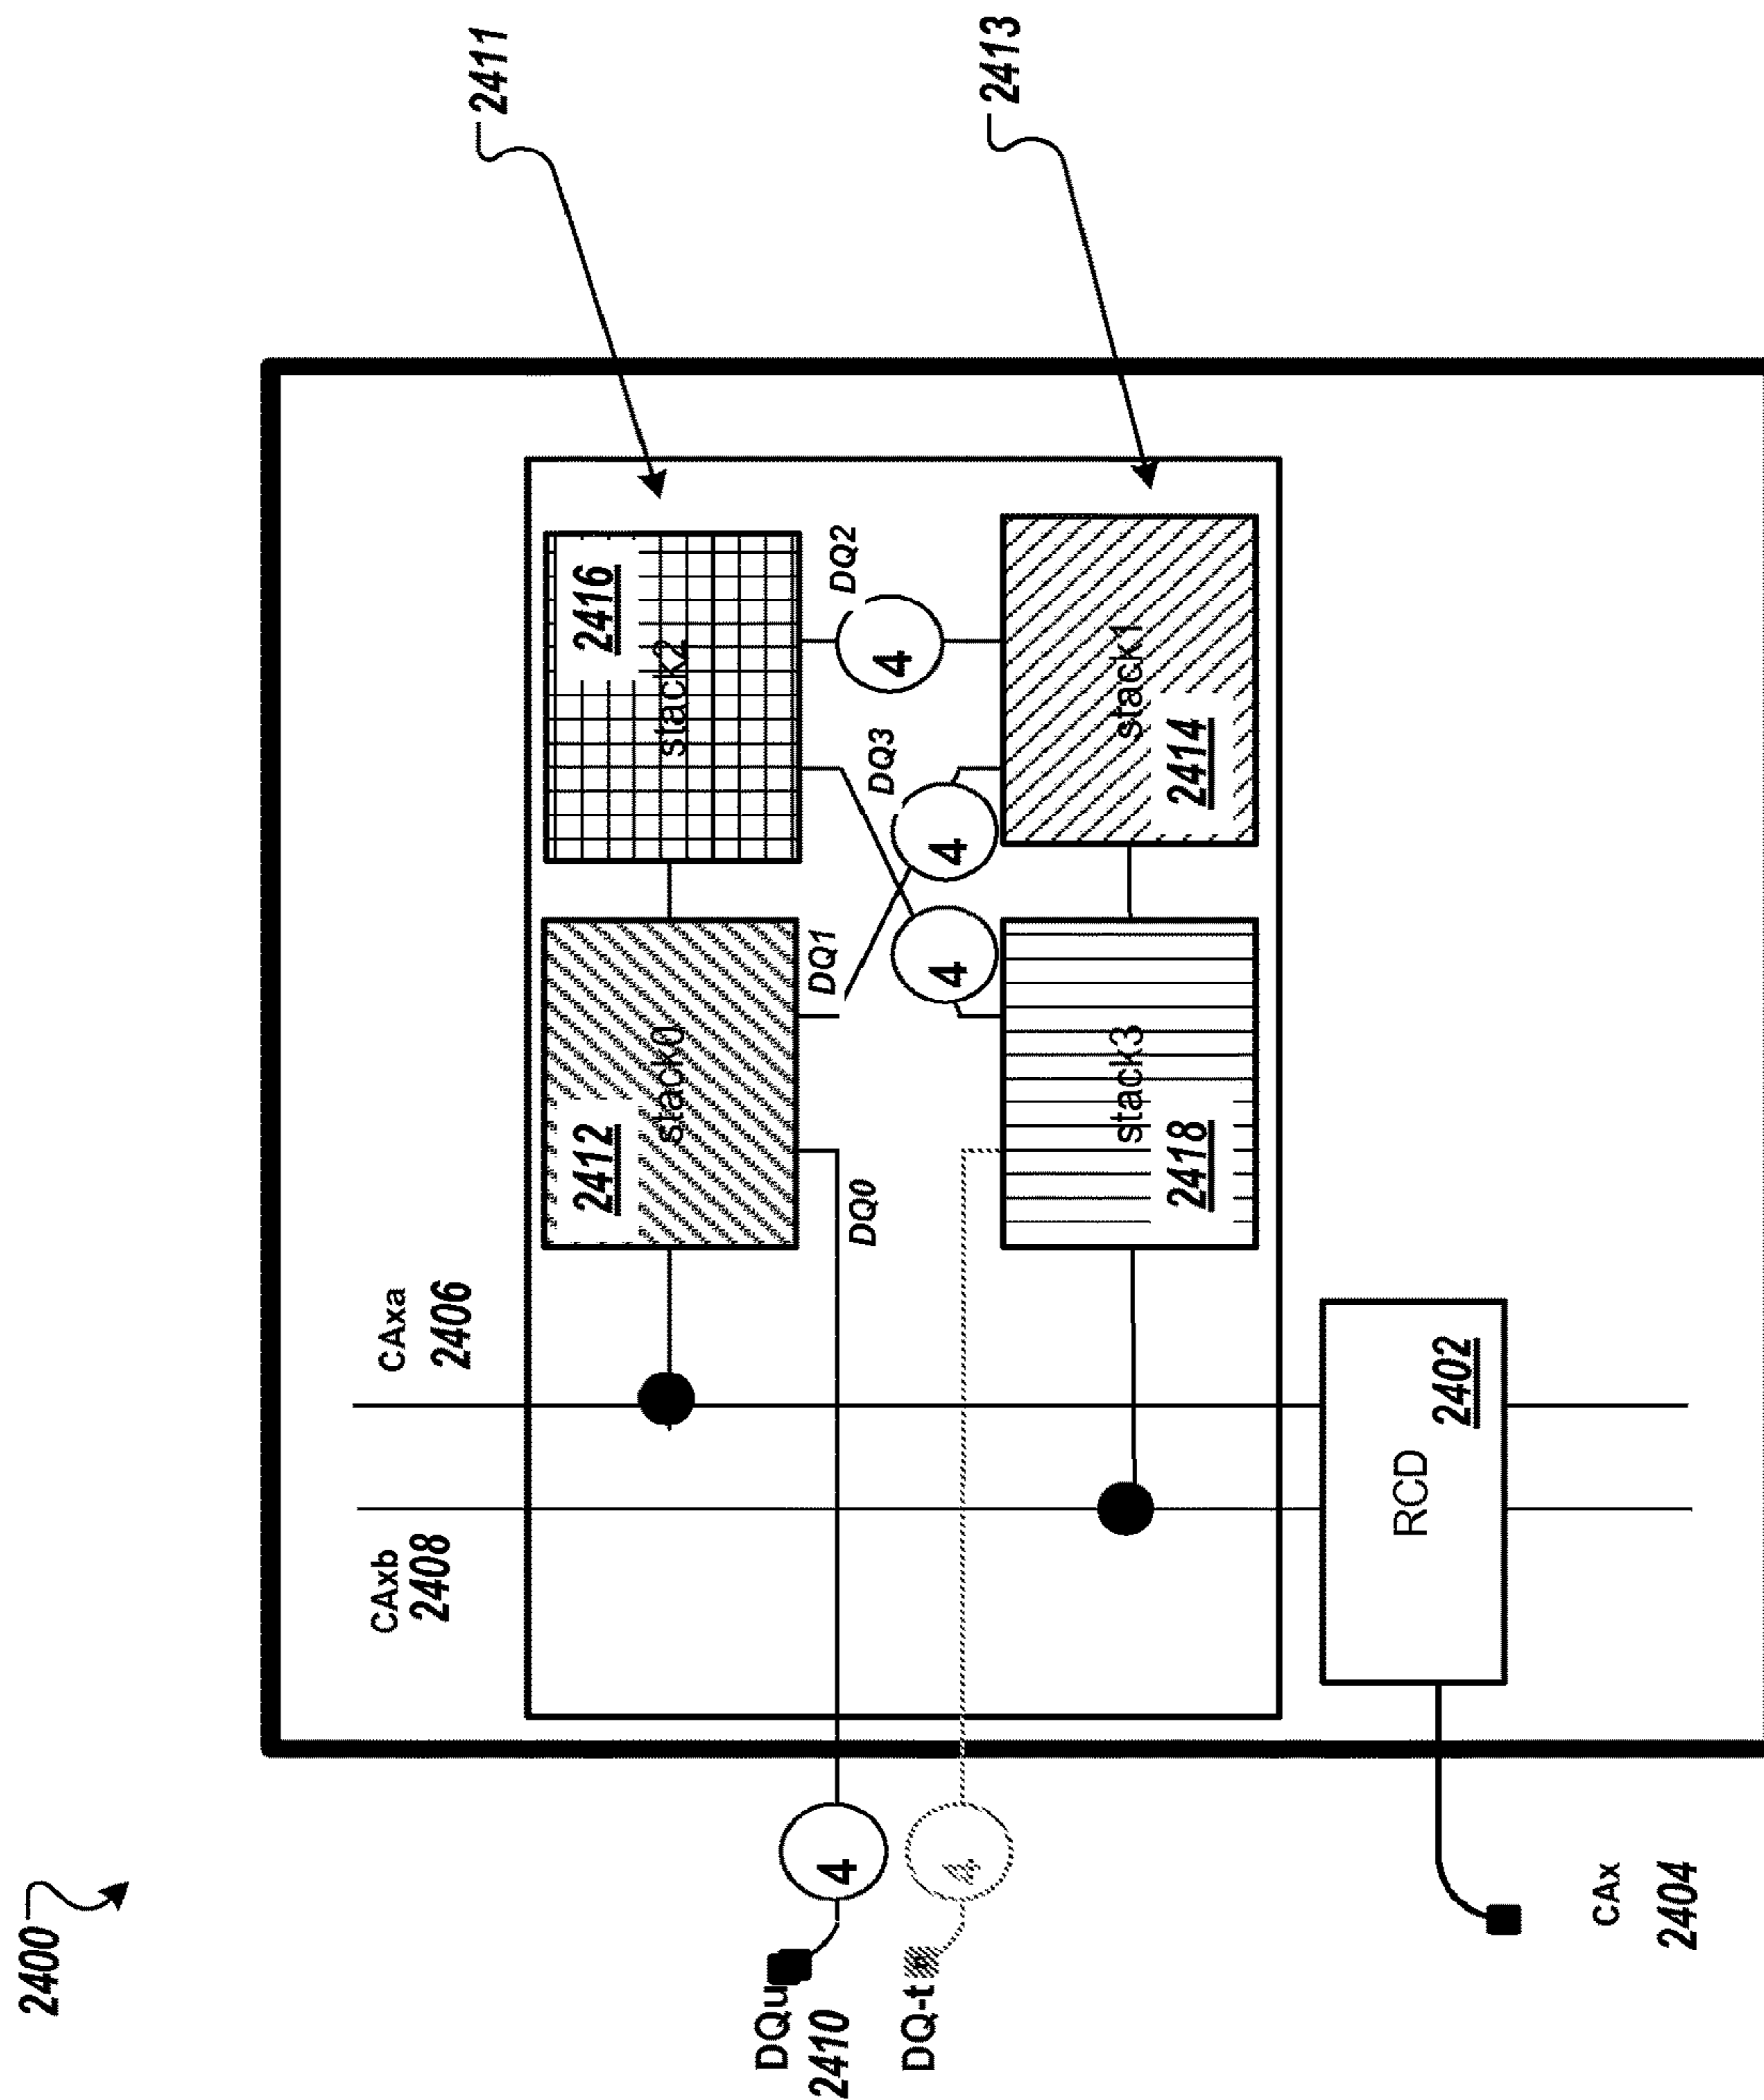 2400
CAxb
2408
CAxa
2406
2411
2412
stack0
2416
stack2
DQu
2410
4
DQ0
DQ1
DQ2
DQ3
4
DQ-t
4
4
4
2413
stack3
2418
stack1
2414
RCD
2402
CAx
2404